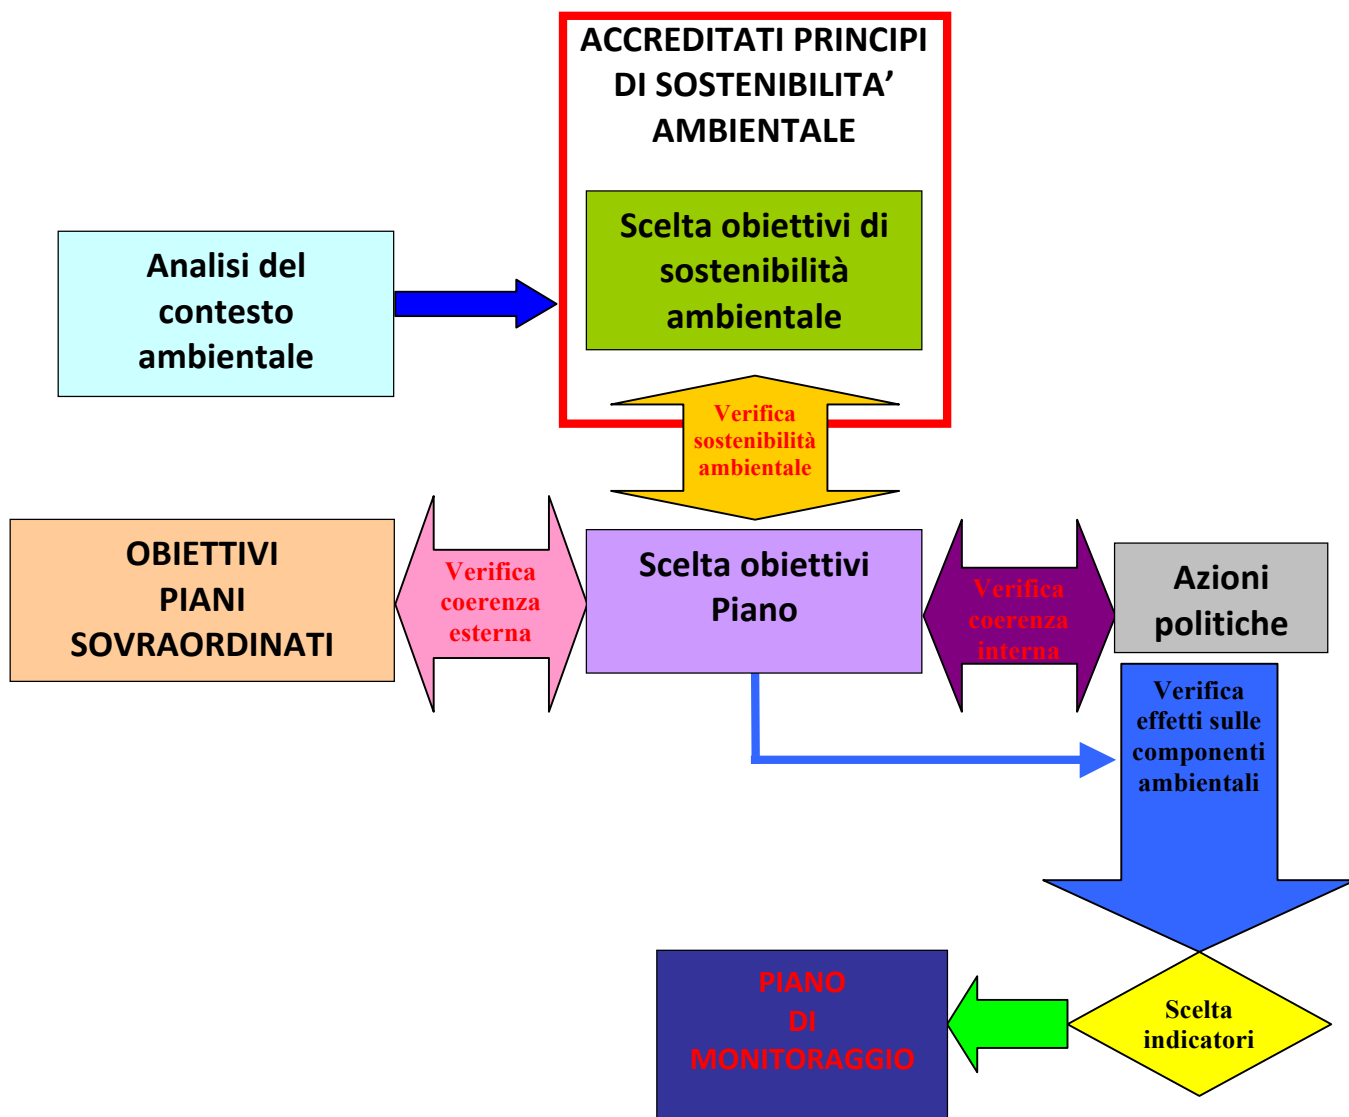 ACCREDITATI PRINCIPI
DI SOSTENIBILITA’
AMBIENTALE
Scelta obiettivi di
sostenibilità
ambientale
Analisi del
contesto
ambientale
Verifica
sostenibilità
ambientale
OBIETTIVI
PIANI
SOVRAORDINATI
Verifica
coerenza
esterna
Scelta obiettivi
Piano
Verifica
coerenza
interna
Azioni
politiche
Verifica
effetti sulle
componenti
ambientali
Scelta
indicatori
PIANO
DI
MONITORAGGIO